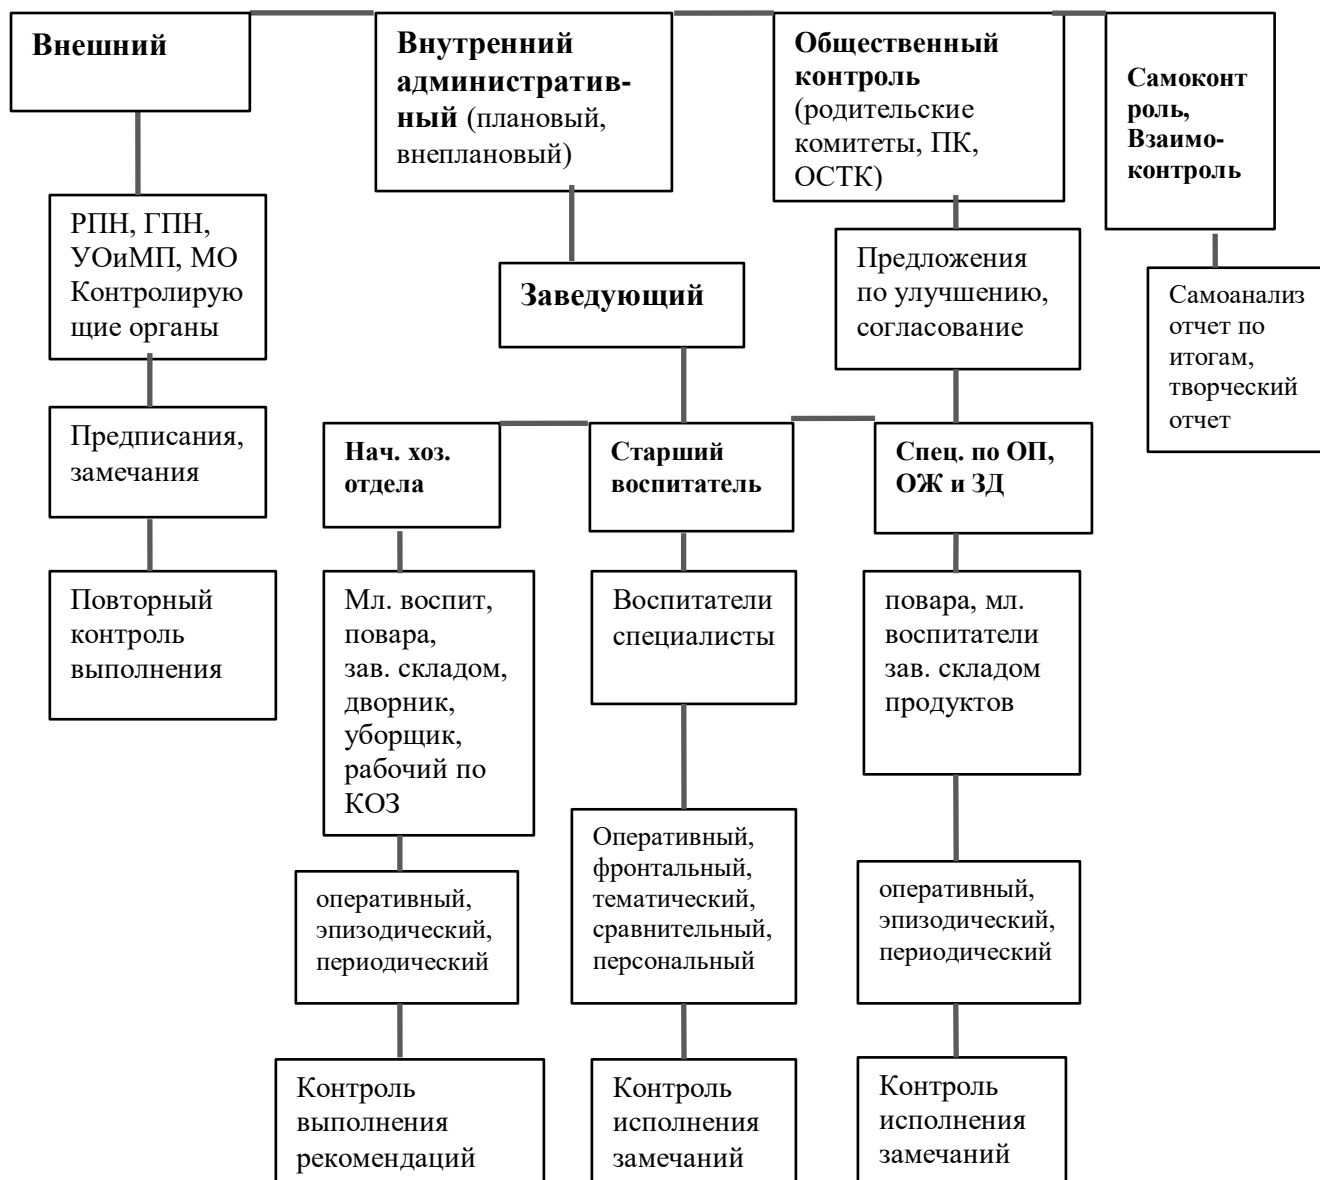 Внешний
Внутренний
административ-
ный (плановый,
внеплановый)
Общественный
контроль
(родительские
комитеты, ПК,
ОСТК)
Самоконт
роль,
Взаимо-
контроль
РПН, ГПН,
УОиМП, МО
Контролирую
щие органы
Заведующий
Предложения
по улучшению,
согласование
Самоанализ
отчет по
итогам,
творческий
отчет
Предписания,
замечания
Нач. хоз.
отдела
Старший
воспитатель
Спец. по ОП,
ОЖ и ЗД
Повторный
контроль
выполнения
Мл. воспит,
повара,
зав. складом,
дворник,
уборщик,
рабочий по
КОЗ
Воспитатели
специалисты
повара, мл.
воспитатели
зав. складом
продуктов
оперативный,
эпизодический,
периодический
Оперативный,
фронтальный,
тематический,
сравнительный,
персональный
оперативный,
эпизодический,
периодический
Контроль
выполнения
рекомендаций
Контроль
исполнения
замечаний
Контроль
исполнения
замечаний